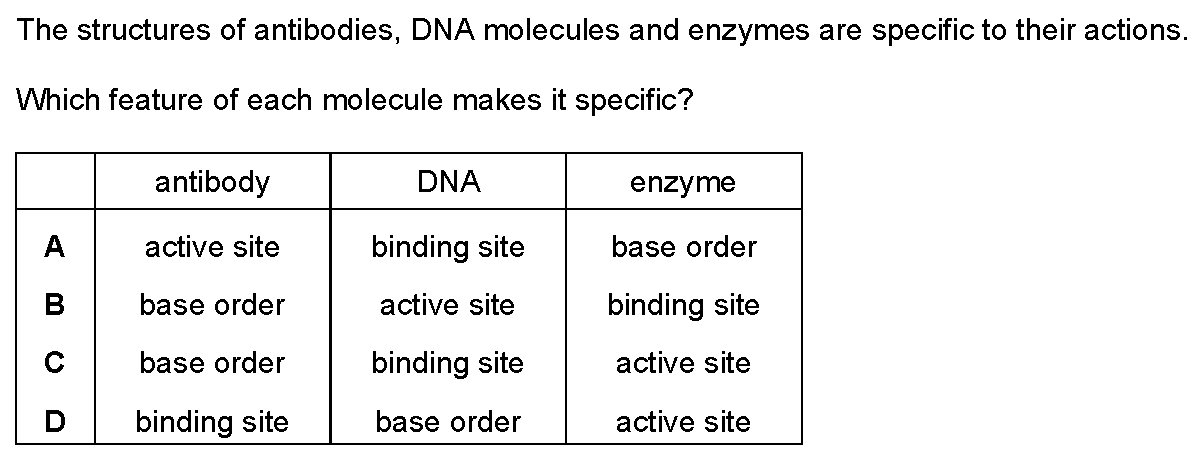 The structures of antibodies, DNA molecules and enzymes are specific to their actions.
Which feature of each molecule makes it specific?
antibody DNA enzyme
A active site binding site base order
B base order active site binding site
C base order binding site active site
D binding site base order active site